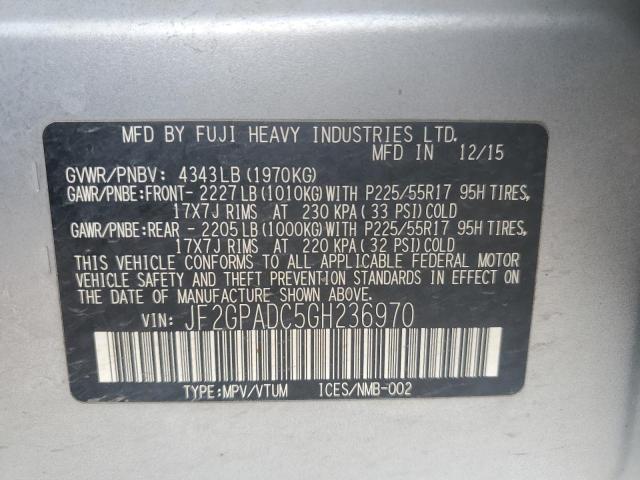 MFD BY FUJI HEAVY INDUSTRIES LTD.
MFD IN 12/15
GVWR/PNBV: 4343LB (1970KG)
GAWR/PNBE:FRONT- 2227LB(1010KG)WITH P225/55R17 95H TIRES,
17X7J RIMS AT 230 KPA(33 PSI)COLD
GAWR/PNBE:REAR - 2205LB(1000KG)WITH P225/55R17 95H TIRES,
17X7J RIMS AT 220 KPA(32 PSI)COLD
THIS VEHICLE CONFORMS TO ALL APPLICABLE FEDERAL MOTOR
VEHICLE SAFETY AND THEFT PREVENTION STANDARDS IN EFFECT ON
THE DATE OF MANUFACTURE SHOWN ABOVE.
VIN: JF2GPADC5GH236970
TYPE:MPV/VTUM ICES/NMB-002